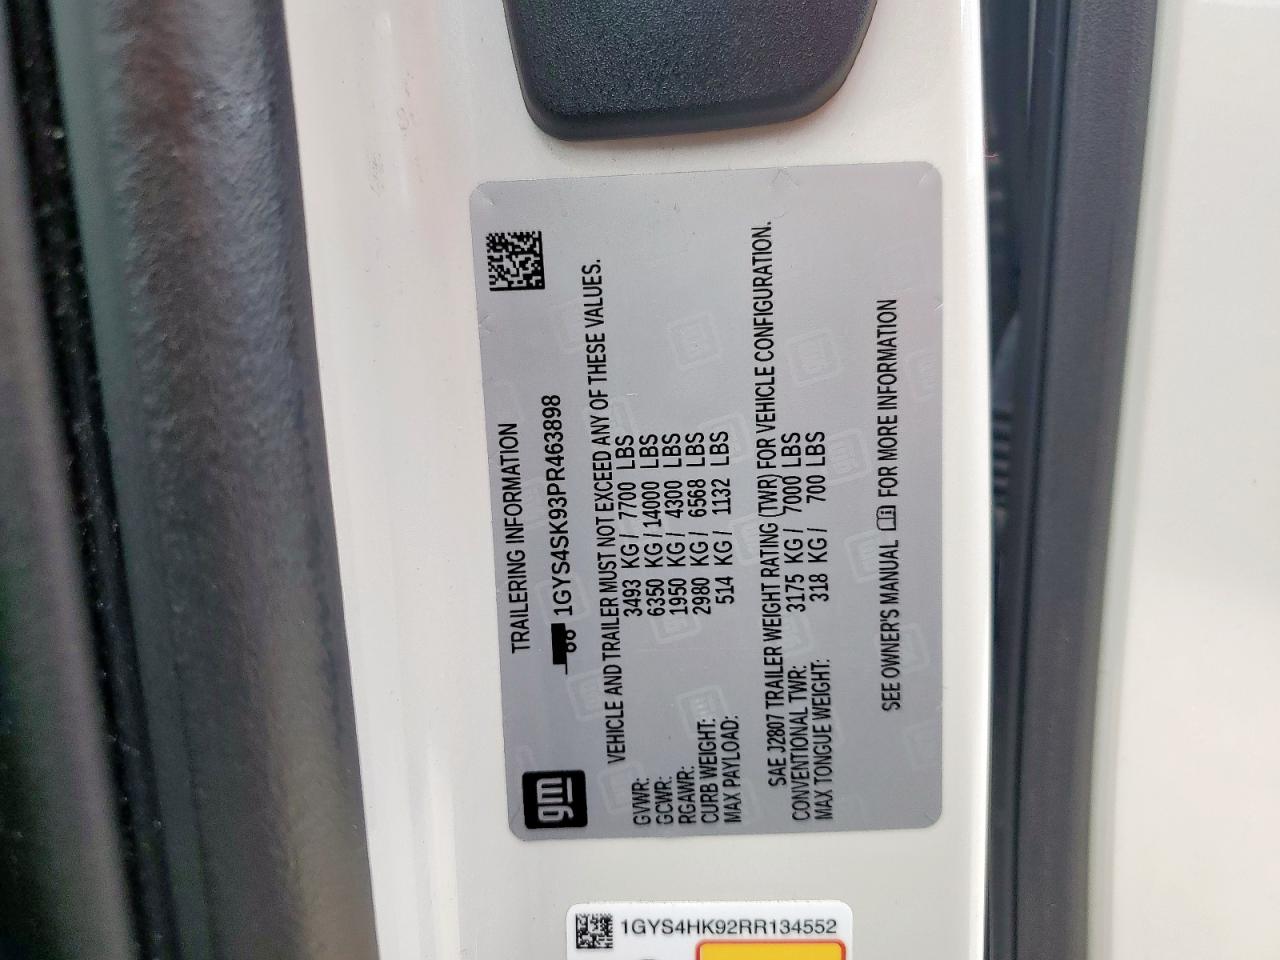 gm
TRAILERING INFORMATION
1GYS4SK93PR463898
VEHICLE AND TRAILER MUST NOT EXCEED ANY OF THESE VALUES.
GVWR: 3493 KG / 7700 LBS
GCWR: 6350 KG / 14000 LBS
RGAWR: 1950 KG / 4300 LBS
CURB WEIGHT: 2980 KG / 6568 LBS
MAX PAYLOAD: 514 KG / 1132 LBS
SAE J2807 TRAILER WEIGHT RATING (TWR) FOR VEHICLE CONFIGURATION.
CONVENTIONAL TWR: 3175 KG / 7000 LBS
MAX TONGUE WEIGHT: 318 KG / 700 LBS
SEE OWNER'S MANUAL FOR MORE INFORMATION
1GYS4HK92RR134552